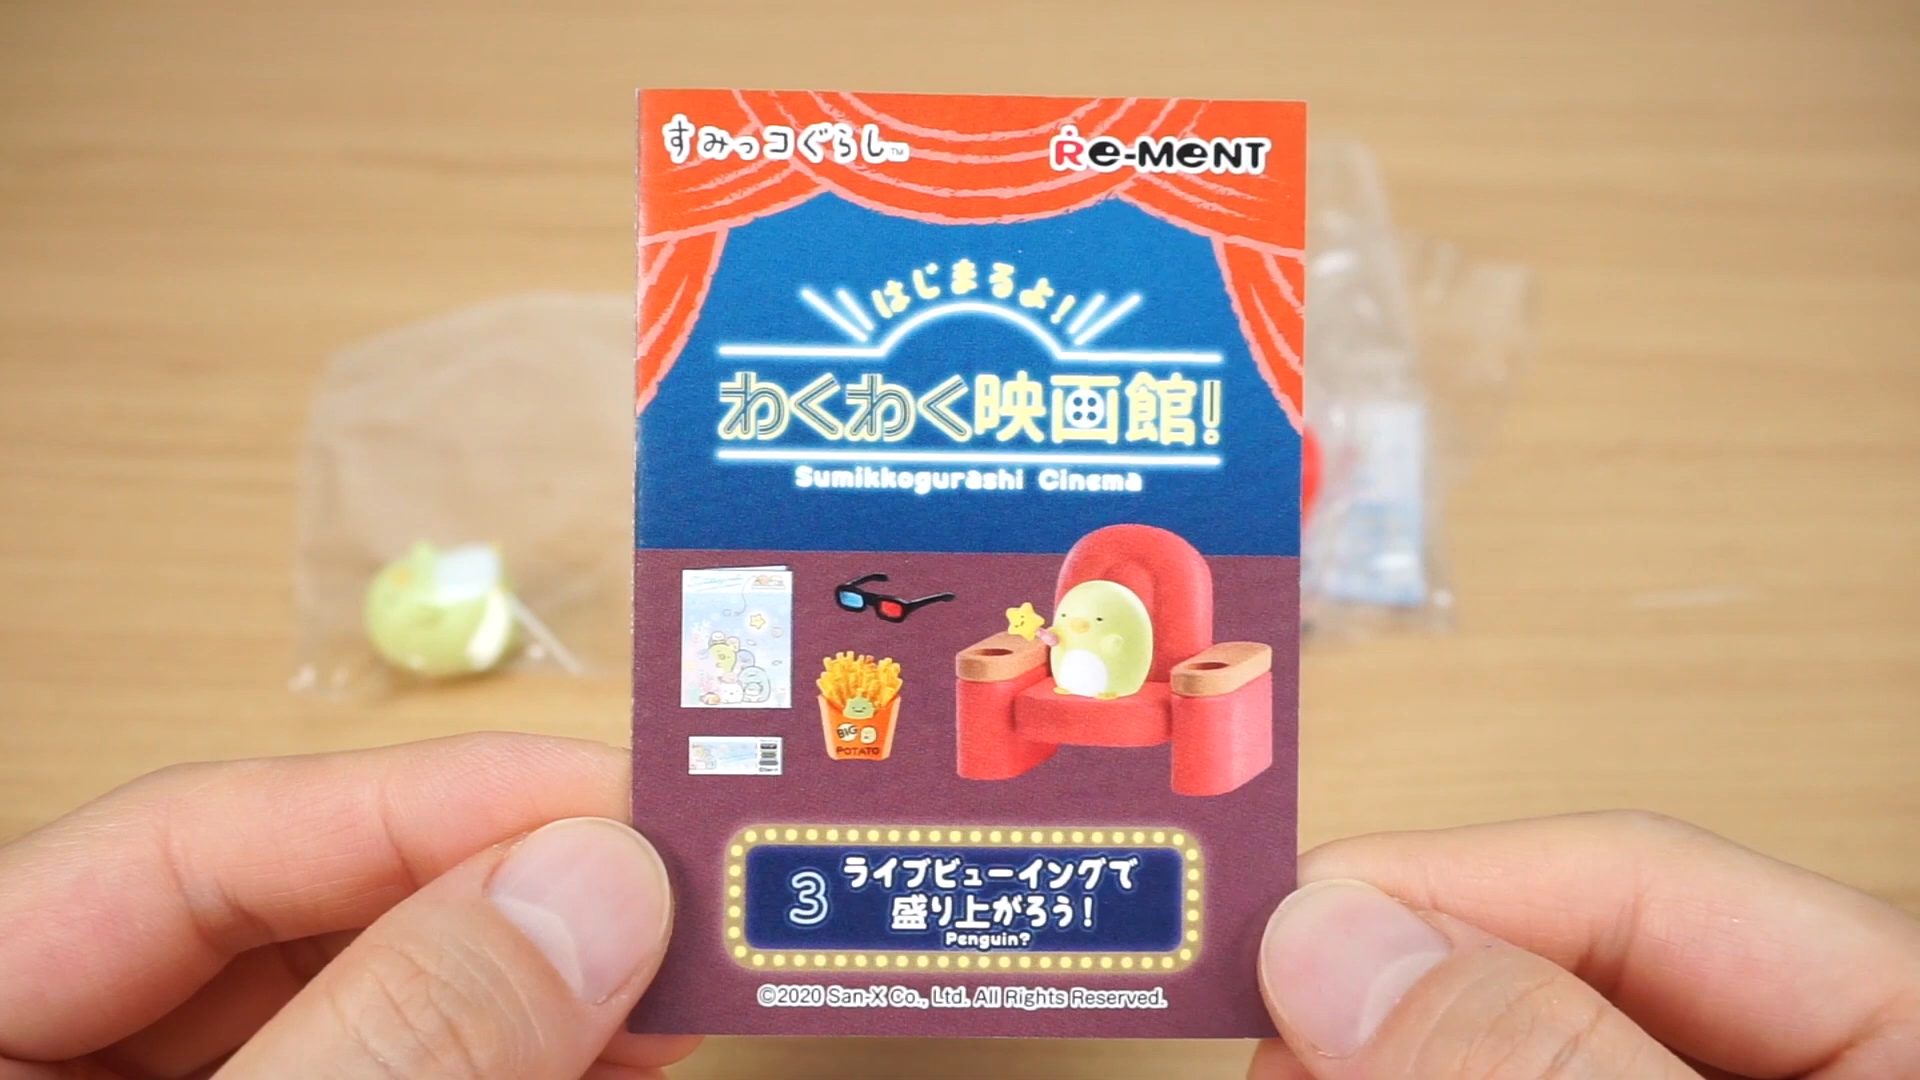 すみっコぐらし™
Re-MeNT
はじまるよ!
わくわく映画館!
Sumikkogurashi Cinema
BIG
POTATO
3
ライブビューイングで
盛り上がろう!
Penguin?
©2020 San-X Co., Ltd. All Rights Reserved.